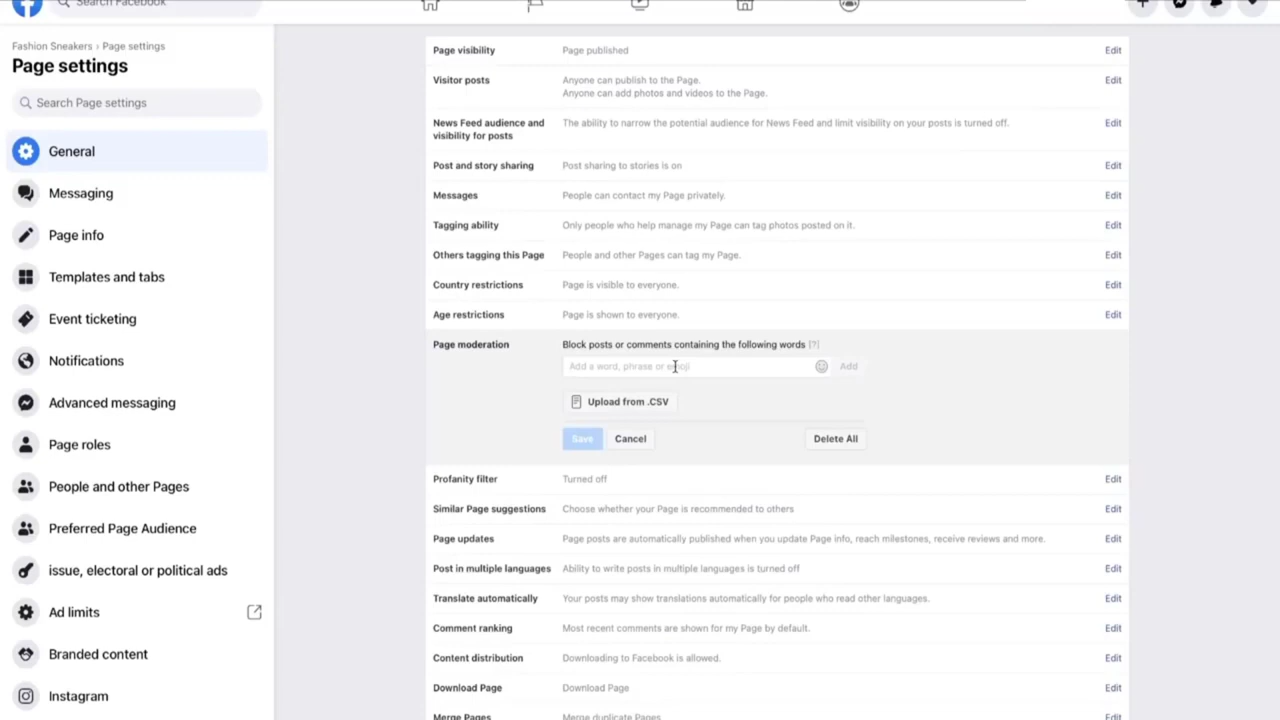 Search Facebook
Fashion Sneakers › Page settings
Page settings
Search Page settings
General
Messaging
Page info
Templates and tabs
Event ticketing
Notifications
Advanced messaging
Page roles
People and other Pages
Preferred Page Audience
issue, electoral or political ads
Ad limits
Branded content
Instagram
Page visibility Page published Edit
Visitor posts Anyone can publish to the Page. Edit
Anyone can add photos and videos to the Page.
News Feed audience and The ability to narrow the potential audience for News Feed and limit visibility on your posts is turned off. Edit
visibility for posts
Post and story sharing Post sharing to stories is on Edit
Messages People can contact my Page privately. Edit
Tagging ability Only people who help manage my Page can tag photos posted on it. Edit
Others tagging this Page People and other Pages can tag my Page. Edit
Country restrictions Page is visible to everyone. Edit
Age restrictions Page is shown to everyone. Edit
Page moderation Block posts or comments containing the following words [?]
Add a word, phrase or emoji Add
Upload from .CSV
Save Cancel Delete All
Profanity filter Turned off Edit
Similar Page suggestions Choose whether your Page is recommended to others Edit
Page updates Page posts are automatically published when you update Page info, reach milestones, receive reviews and more. Edit
Post in multiple languages Ability to write posts in multiple languages is turned off Edit
Translate automatically Your posts may show translations automatically for people who read other languages. Edit
Comment ranking Most recent comments are shown for my Page by default. Edit
Content distribution Downloading to Facebook is allowed. Edit
Download Page Download Page Edit
Merge Pages Merge duplicate Pages Edit